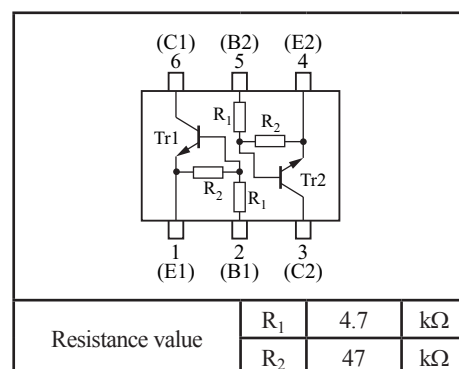 (C1) (B2) (E2)
6 5 4
R1
R2
Tr1
Tr2
R2
R1
1 2 3
(E1) (B1) (C2)
Resistance value R1 4.7 kΩ
R2 47 kΩ